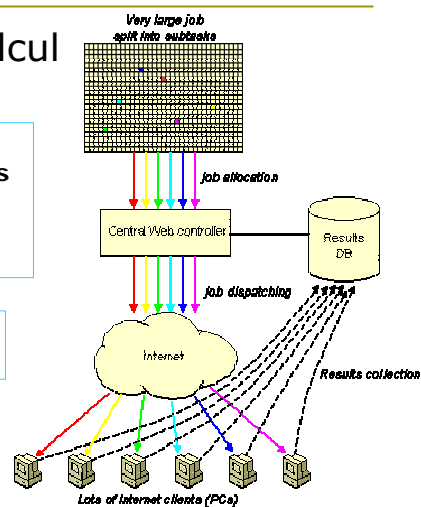 Very large job
split into subtasks
lcul
s
job allocation
Central Web controller
Results
DB
job dispatching
Internet
Results collection
Lots of Internet clients (PCs)